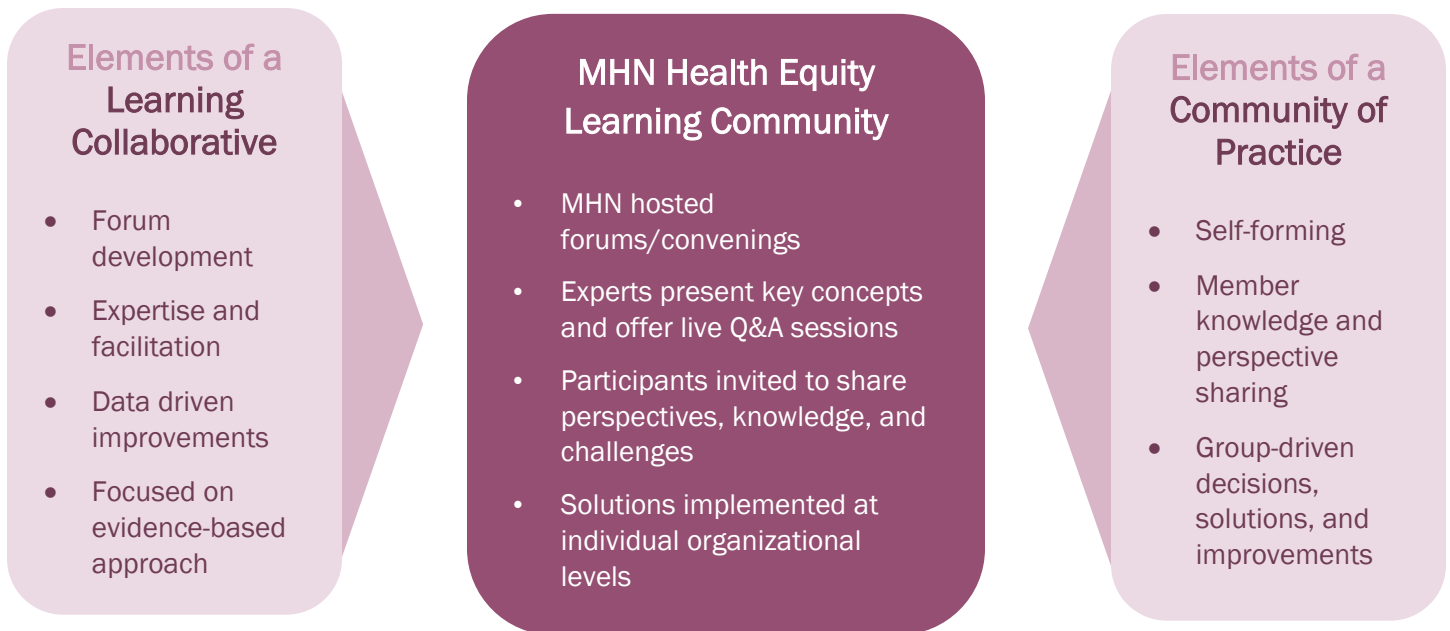 Elements of a
Learning
Collaborative
• Forum
development
• Expertise and
facilitation
• Data driven
improvements
• Focused on
evidence-based
approach
MHN Health Equity
Learning Community
• MHN hosted
forums/convenings
• Experts present key concepts
and offer live Q&A sessions
• Participants invited to share
perspectives, knowledge, and
challenges
• Solutions implemented at
individual organizational
levels
Elements of a
Community of
Practice
• Self-forming
• Member
knowledge and
perspective
sharing
• Group-driven
decisions,
solutions, and
improvements